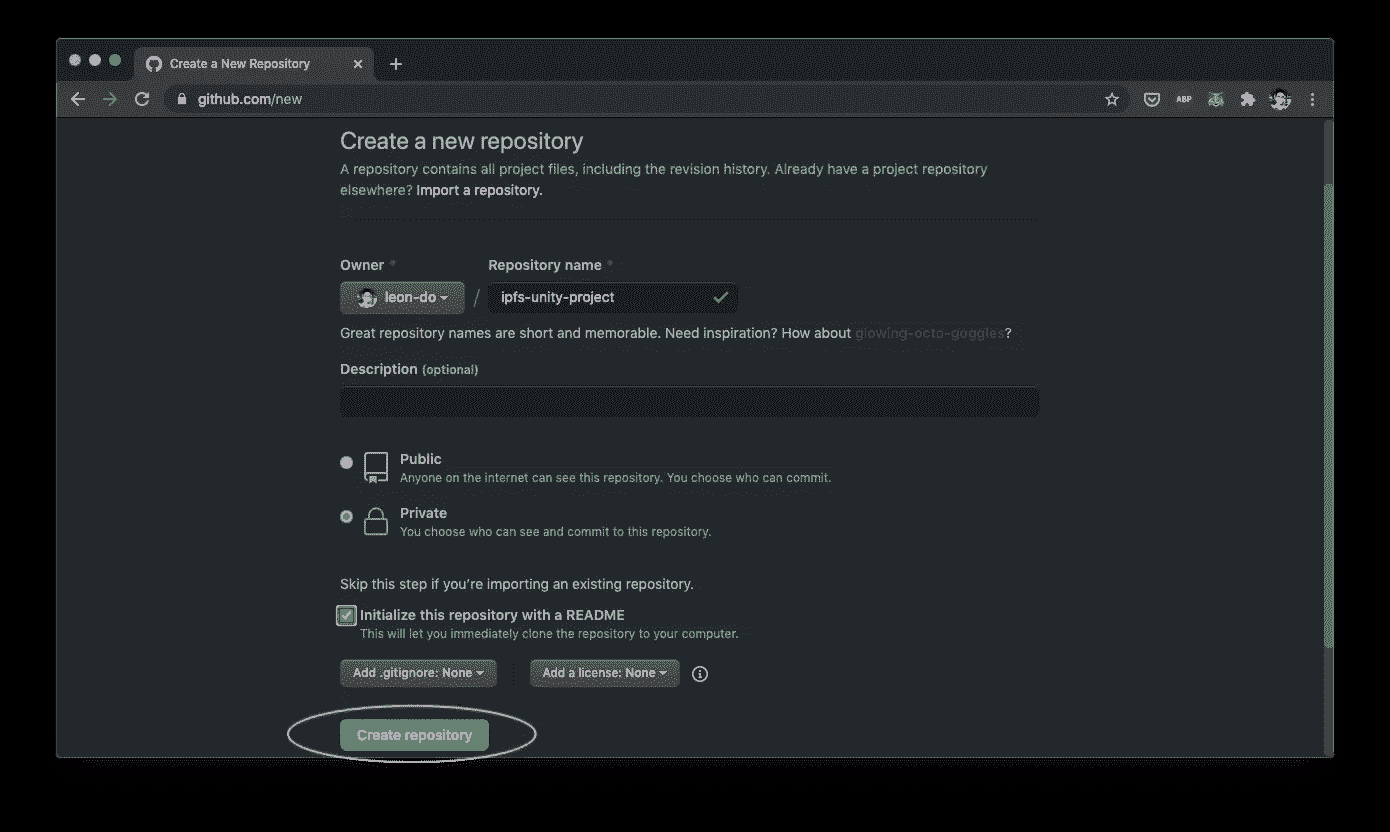 Create a New Repository
github.com/new
ABP
Create a new repository
A repository contains all project files, including the revision history. Already have a project repository
elsewhere? Import a repository.
Owner * Repository name *
leon-do / ipfs-unity-project
Great repository names are short and memorable. Need inspiration? How about glowing-octo-goggles?
Description (optional)
Public
Anyone on the internet can see this repository. You choose who can commit.
Private
You choose who can see and commit to this repository.
Skip this step if you’re importing an existing repository.
Initialize this repository with a README
This will let you immediately clone the repository to your computer.
Add .gitignore: None Add a license: None
Create repository